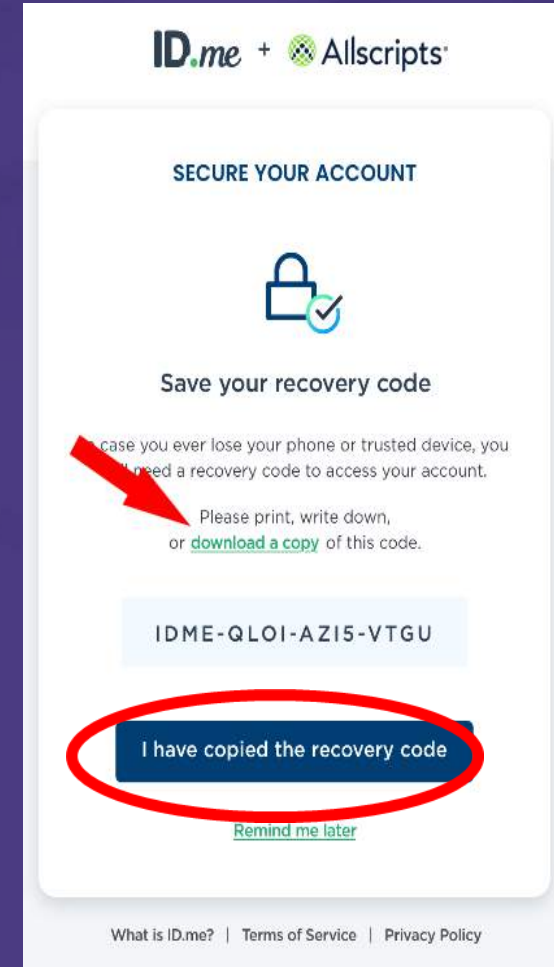 ID.me + Allscripts
SECURE YOUR ACCOUNT
Save your recovery code
case you ever lose your phone or trusted device, you
need a recovery code to access your account.
Please print, write down,
or download a copy of this code.
IDME-QLOI-AZI5-VTGU
I have copied the recovery code
Remind me later
What is ID.me? | Terms of Service | Privacy Policy